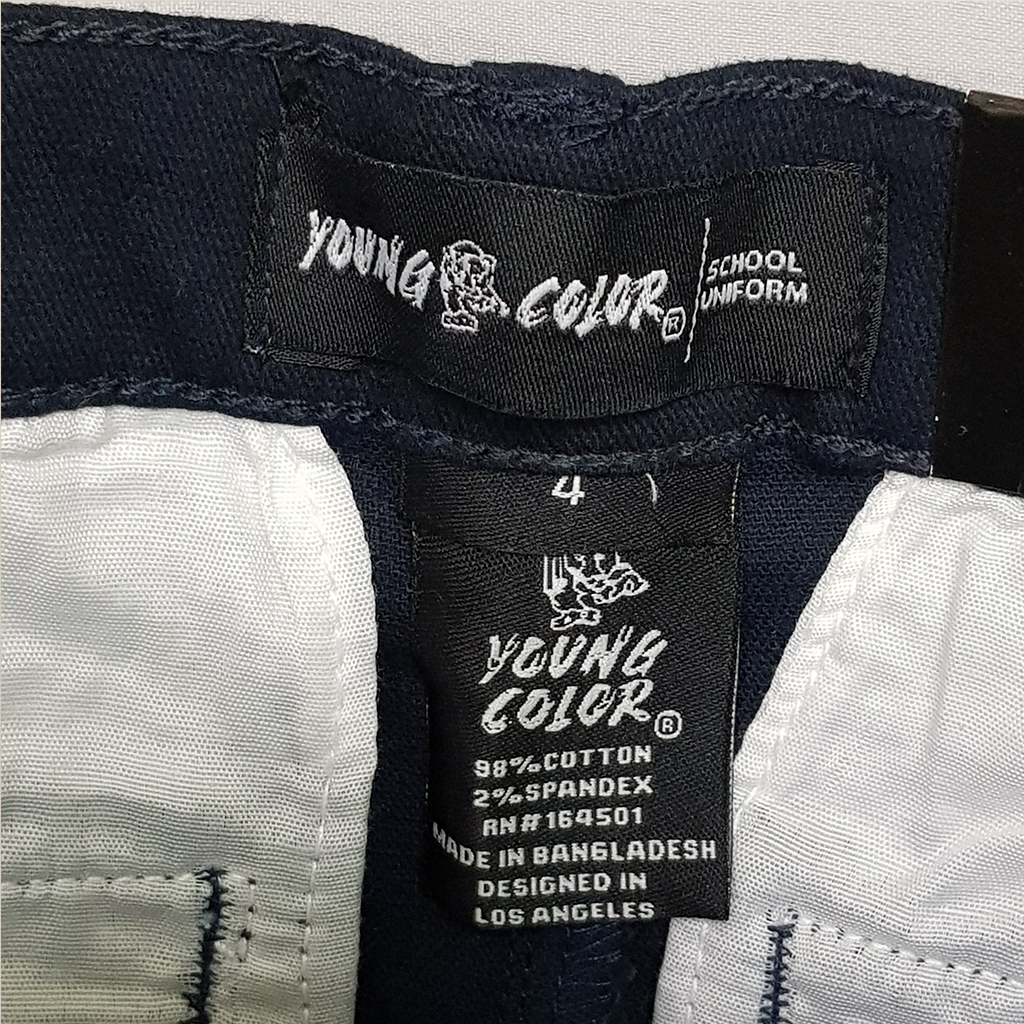 YOUNG COLOR® SCHOOL
UNIFORM
4
YOUNG
COLOR®
98%COTTON
2%SPANDEX
RN#164501
MADE IN BANGLADESH
DESIGNED IN
LOS ANGELES